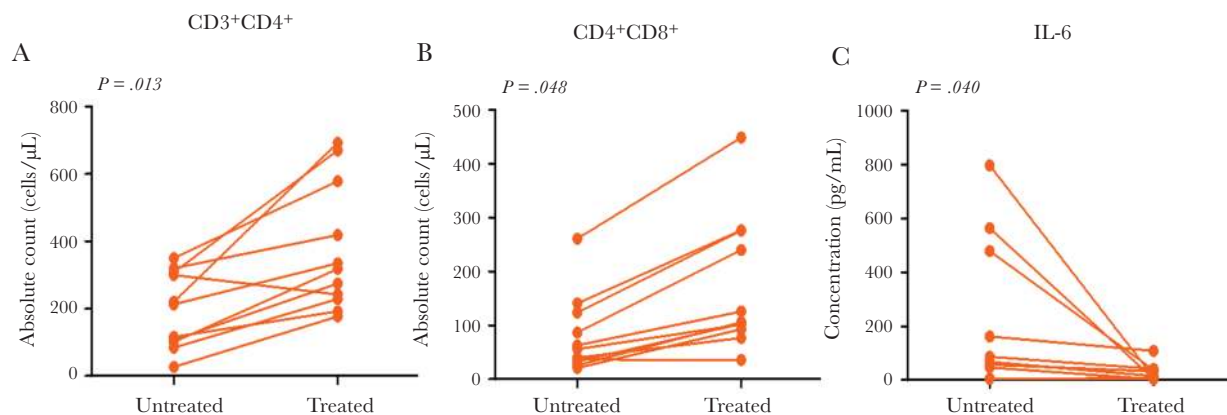 A
CD3⁺CD4⁺
P = .013
Absolute count (cells/μL)
800
600
400
200
0
Untreated
Treated
B
CD4⁺CD8⁺
P = .048
Absolute count (cells/μL)
500
400
300
200
100
0
Untreated
Treated
C
IL-6
P = .040
Concentration (pg/mL)
1000
800
600
400
200
0
Untreated
Treated